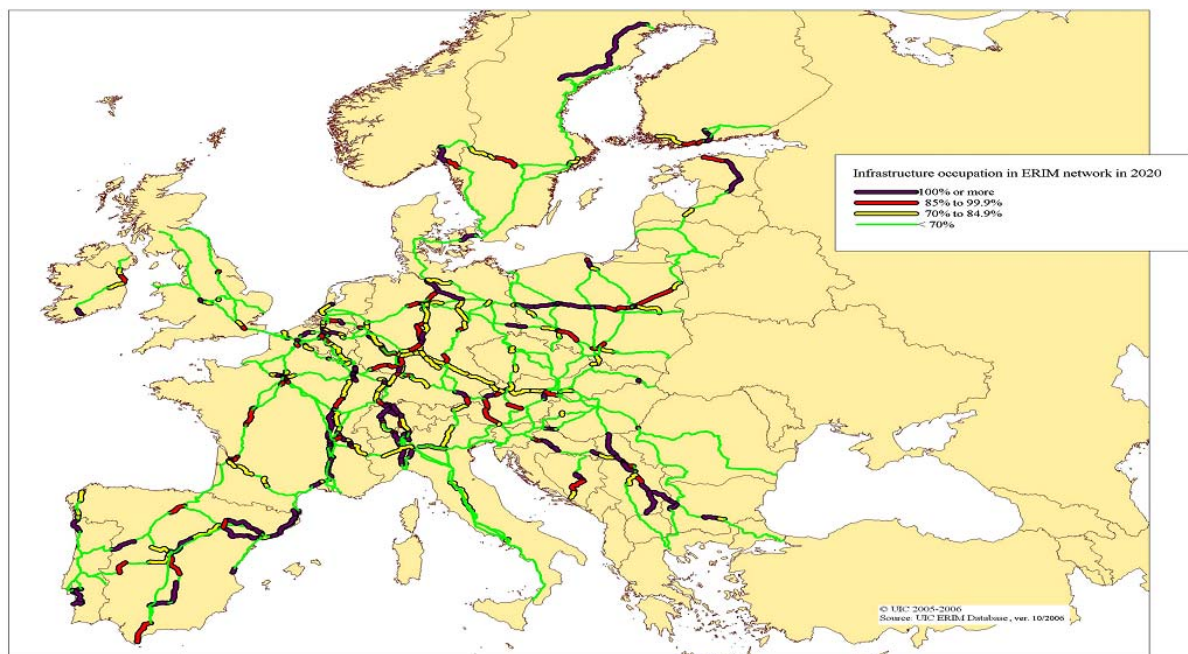 Infrastructure occupation in ERIM network in 2020
100% or more
85% to 99.9%
70% to 84.9%
< 70%
© UIC 2005-2006
Source: UIC ERIM Database, ver. 10/2006